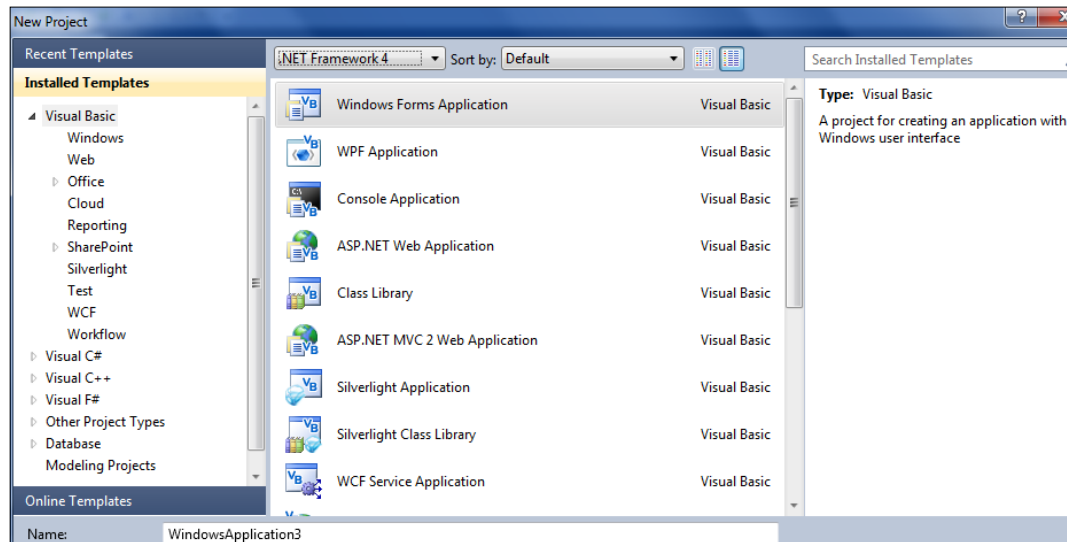 New Project
?
Recent Templates
Installed Templates
Visual Basic
Windows
Web
Office
Cloud
Reporting
SharePoint
Silverlight
Test
WCF
Workflow
Visual C#
Visual C++
Visual F#
Other Project Types
Database
Modeling Projects
Online Templates
.NET Framework 4 Sort by: Default
Windows Forms Application Visual Basic
WPF Application Visual Basic
Console Application Visual Basic
ASP.NET Web Application Visual Basic
Class Library Visual Basic
ASP.NET MVC 2 Web Application Visual Basic
Silverlight Application Visual Basic
Silverlight Class Library Visual Basic
WCF Service Application Visual Basic
Search Installed Templates
Type: Visual Basic
A project for creating an application with
Windows user interface
Name: WindowsApplication3